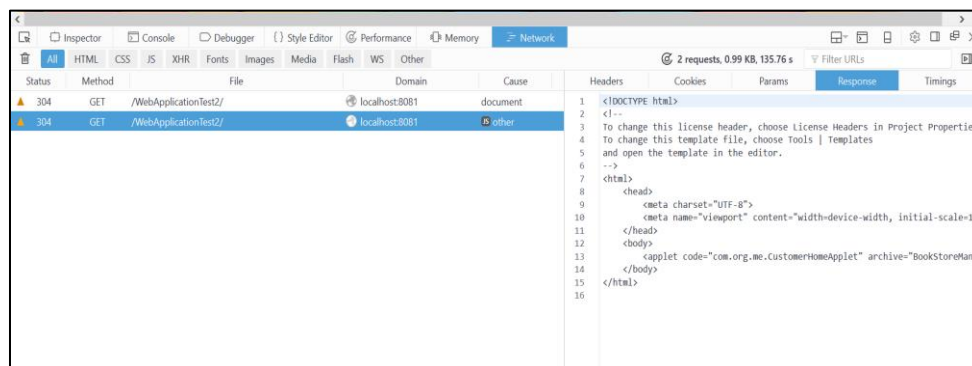 Inspector Console Debugger Style Editor Performance Memory Network
All HTML CSS JS XHR Fonts Images Media Flash WS Other 2 requests, 0.99 KB, 135.76 s Filter URLs
Status Method File Domain Cause Headers Cookies Params Response Timings
304 GET /WebApplicationTest2/ localhost:8081 document
304 GET /WebApplicationTest2/ localhost:8081 JS other
1 <!DOCTYPE html>
2 <!--
3 To change this license header, choose License Headers in Project Propertie
4 To change this template file, choose Tools | Templates
5 and open the template in the editor.
6 -->
7 <html>
8 <head>
9 <meta charset="UTF-8">
10 <meta name="viewport" content="width=device-width, initial-scale=1
11 </head>
12 <body>
13 <applet code="com.org.me.CustomerHomeApplet" archive="BookStoreMan
14 </body>
15 </html>
16